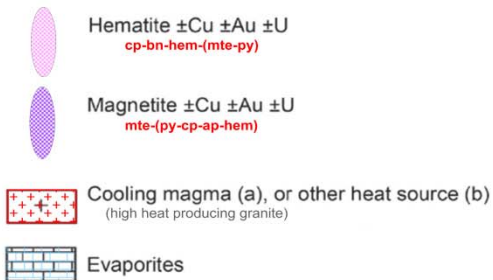 Hematite ±Cu ±Au ±U
cp-bn-hem-(mte-py)
Magnetite ±Cu ±Au ±U
mte-(py-cp-ap-hem)
Cooling magma (a), or other heat source (b)
(high heat producing granite)
Evaporites